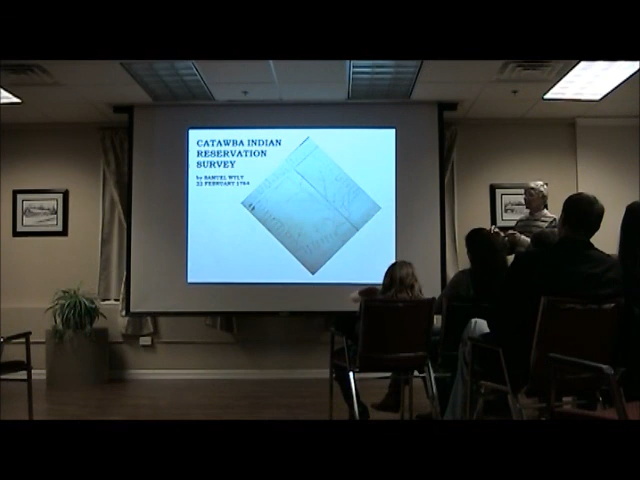 CATAWBA INDIAN
RESERVATION
SURVEY
by SAMUEL WYLY
22 FEBRUARY 1764